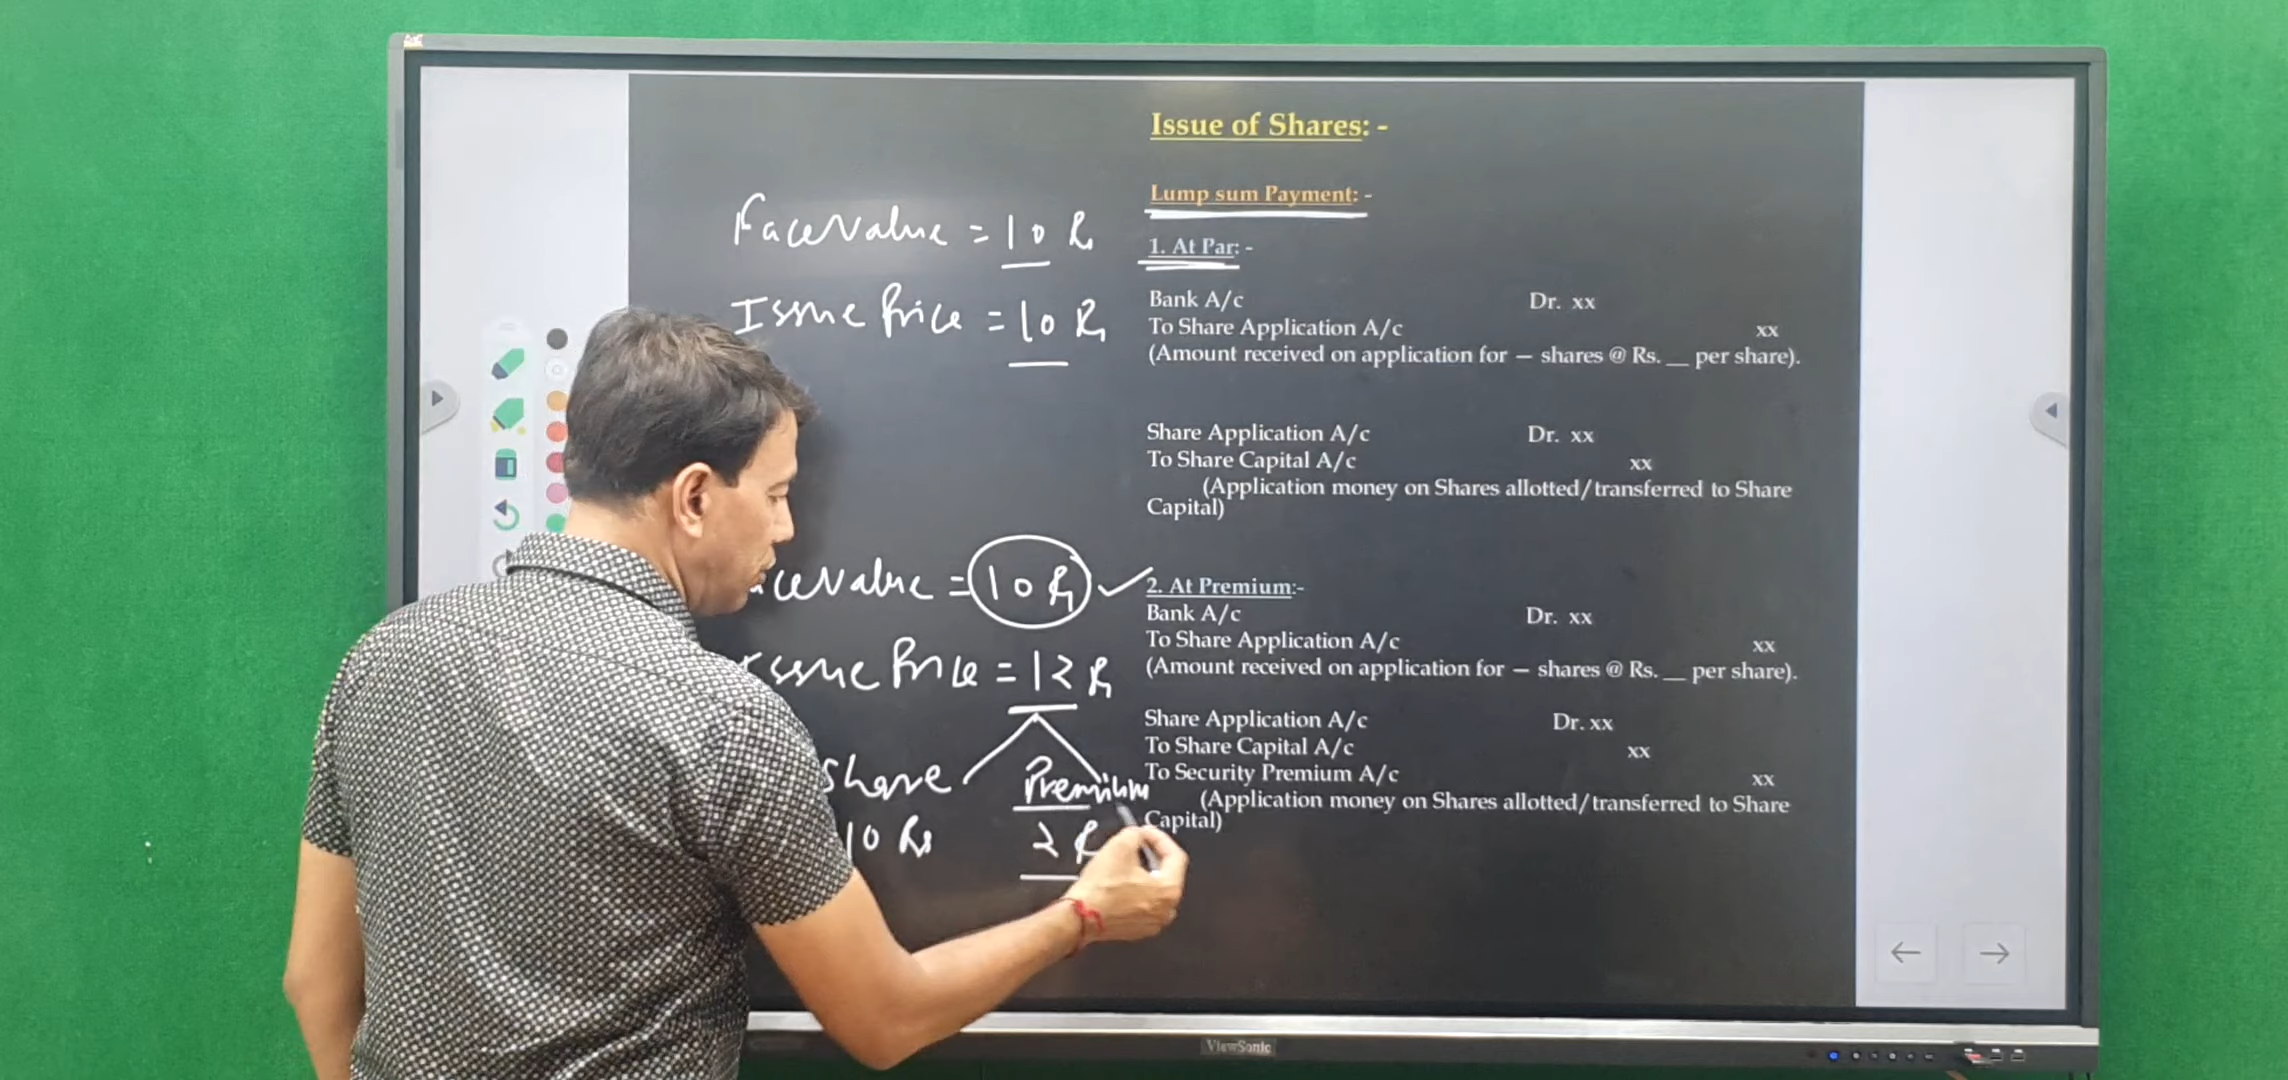 Issue of Shares: -
Lump sum Payment: -
Face Value = 10 Rs
Issue Price = 10 Rs
1. At Par: -
Bank A/c Dr. xx
To Share Application A/c xx
(Amount received on application for — shares @ Rs. __ per share).
Share Application A/c Dr. xx
To Share Capital A/c xx
(Application money on Shares allotted/transferred to Share
Capital)
Value = 10 Rs
Issue Price = 12 Rs
Share Premium
10 Rs 2 R
2. At Premium:-
Bank A/c Dr. xx
To Share Application A/c xx
(Amount received on application for — shares @ Rs. __ per share).
Share Application A/c Dr. xx
To Share Capital A/c xx
To Security Premium A/c xx
(Application money on Shares allotted/transferred to Share
Capital)
ViewSonic